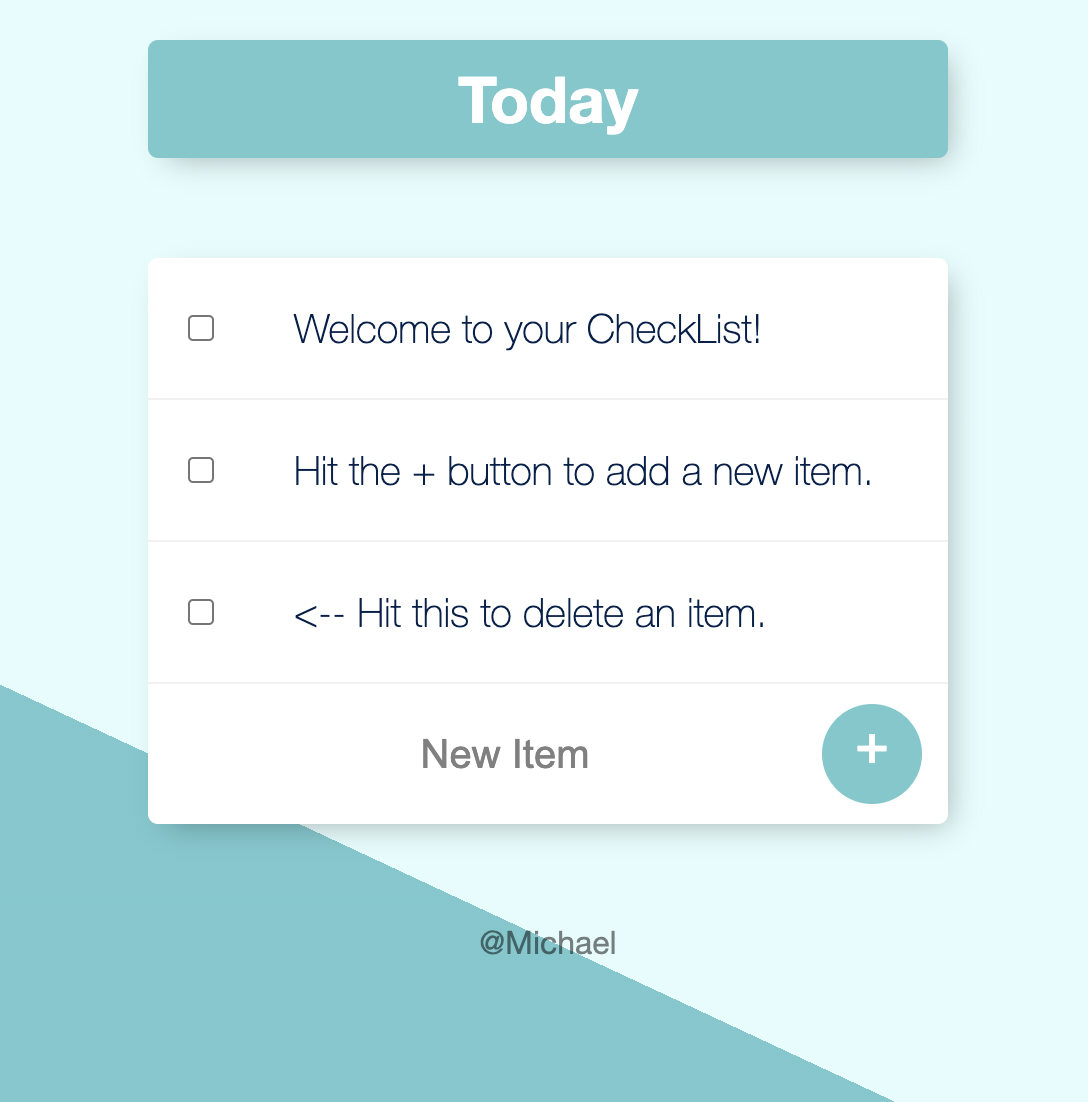 Today
Welcome to your CheckList!
Hit the + button to add a new item.
<-- Hit this to delete an item.
New Item +
@Michael